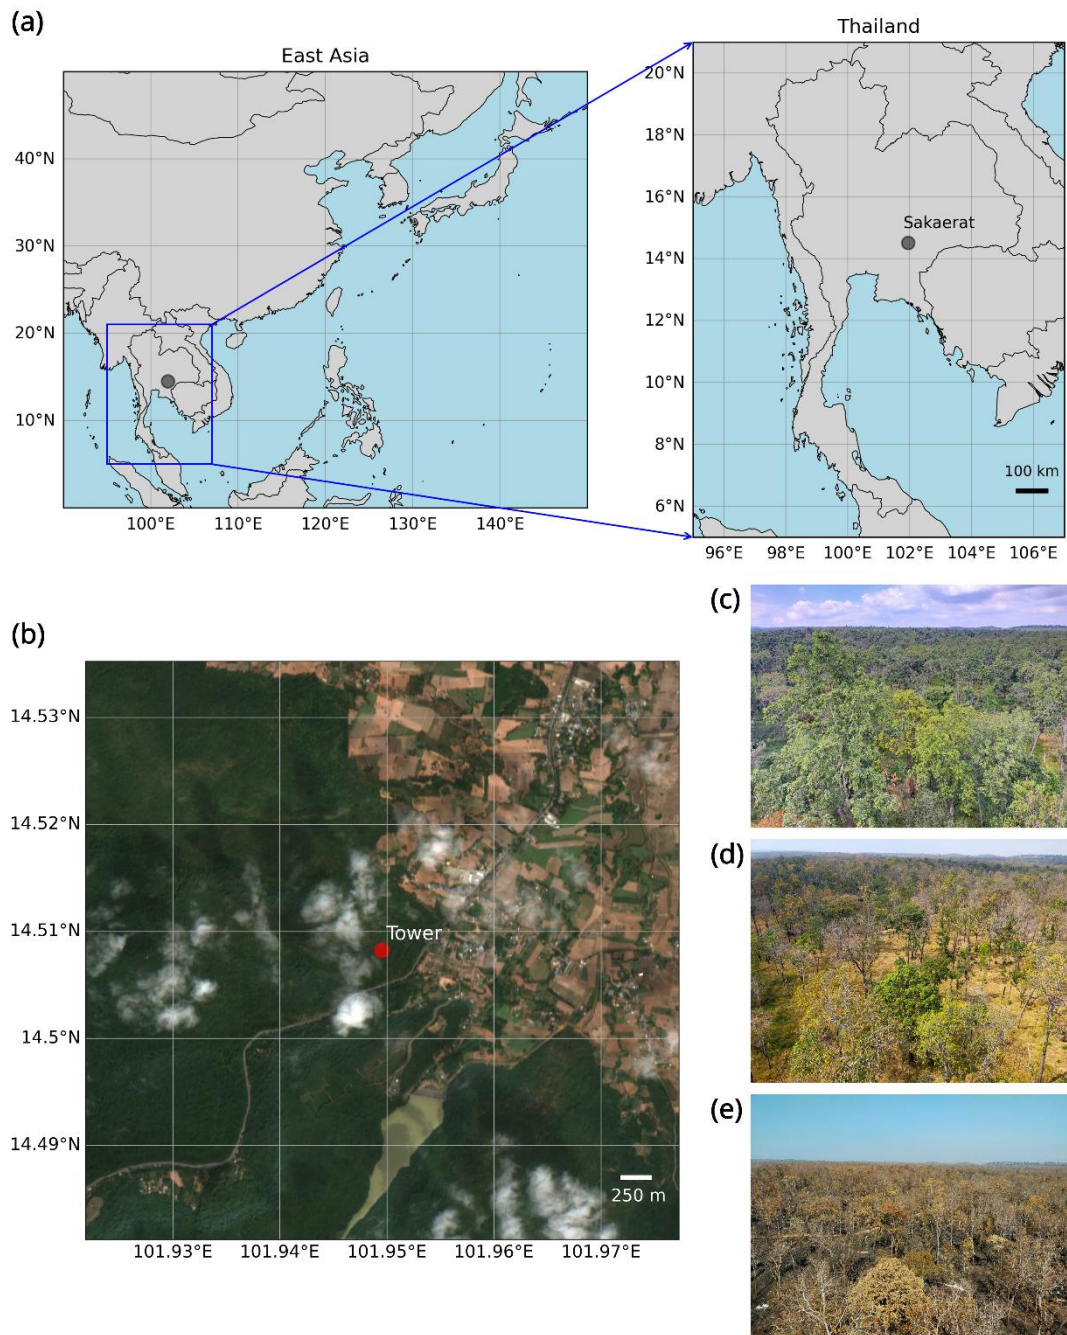 (a)
East Asia
40°N
30°N
20°N
10°N
100°E 110°E 120°E 130°E 140°E
Thailand
20°N
18°N
16°N
14°N
12°N
10°N
8°N
6°N
Sakaerat
100 km
96°E 98°E 100°E 102°E 104°E 106°E
(b)
14.53°N
14.52°N
14.51°N
14.5°N
14.49°N
Tower
250 m
101.93°E 101.94°E 101.95°E 101.96°E 101.97°E
(c)
(d)
(e)